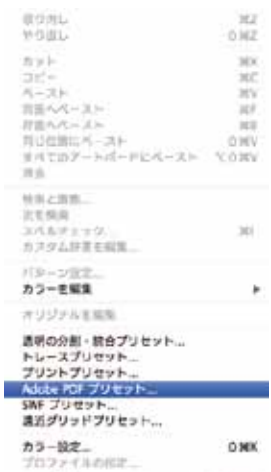 取り消し ⌘Z
やり直し ⇧⌘Z
カット ⌘X
コピー ⌘C
ペースト ⌘V
前面へペースト ⌘F
背面へペースト ⌘B
同じ位置にペースト ⇧⌘V
すべてのアートボードにペースト ⌥⇧⌘V
消去
検索と置換...
次を検索
スペルチェック... ⌘I
カスタム辞書を編集...
パターン設定...
カラーを編集
オリジナルを編集
透明の分割・統合プリセット...
トレースプリセット...
プリントプリセット...
Adobe PDF プリセット...
SWF プリセット...
遠近グリッドプリセット...
カラー設定... ⇧⌘K
プロファイルの指定...